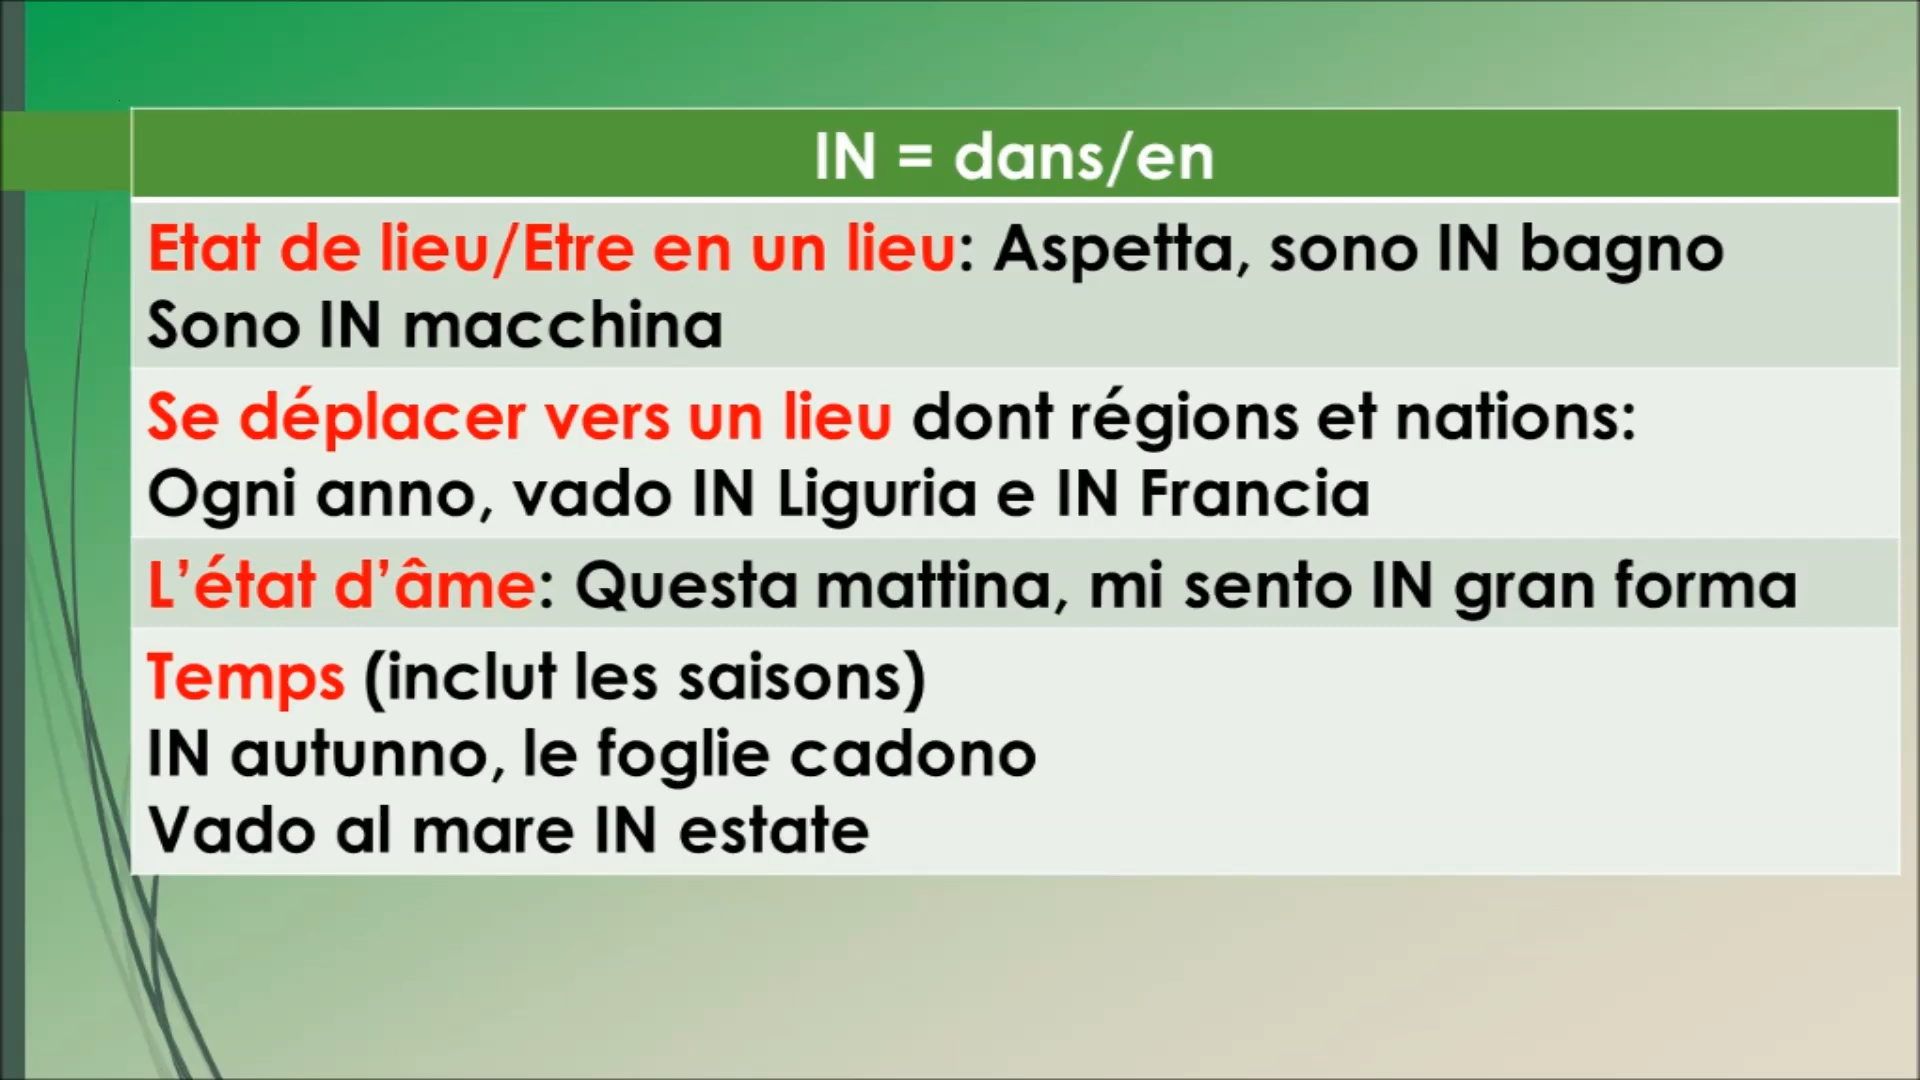 IN = dans/en
Etat de lieu/Etre en un lieu: Aspetta, sono IN bagno
Sono IN macchina
Se déplacer vers un lieu dont régions et nations:
Ogni anno, vado IN Liguria e IN Francia
L’état d’âme: Questa mattina, mi sento IN gran forma
Temps (inclut les saisons)
IN autunno, le foglie cadono
Vado al mare IN estate